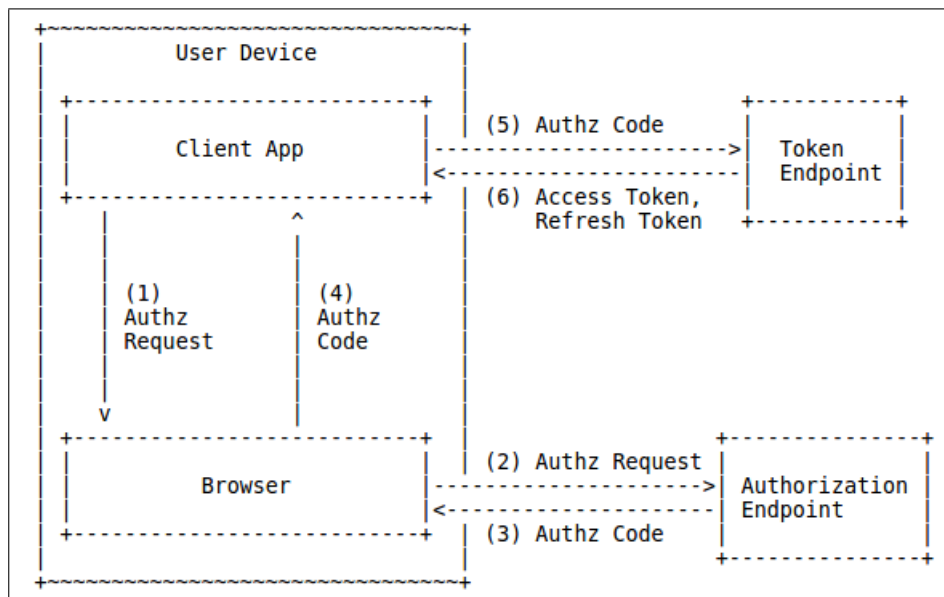 User Device
Client App
(5) Authz Code
Token
Endpoint
(6) Access Token,
Refresh Token
(1)
Authz
Request
(4)
Authz
Code
Browser
(2) Authz Request
Authorization
Endpoint
(3) Authz Code